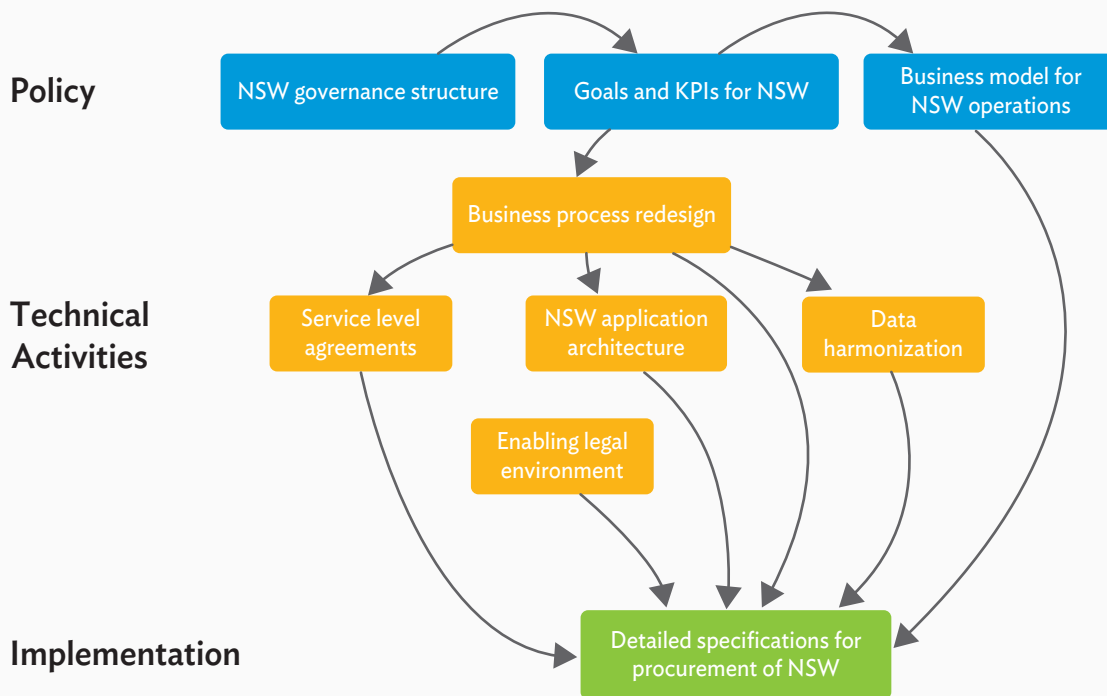 Policy
NSW governance structure
Goals and KPIs for NSW
Business model for
NSW operations
Business process redesign
Technical
Activities
Service level
agreements
NSW application
architecture
Data
harmonization
Enabling legal
environment
Implementation
Detailed specifications for
procurement of NSW